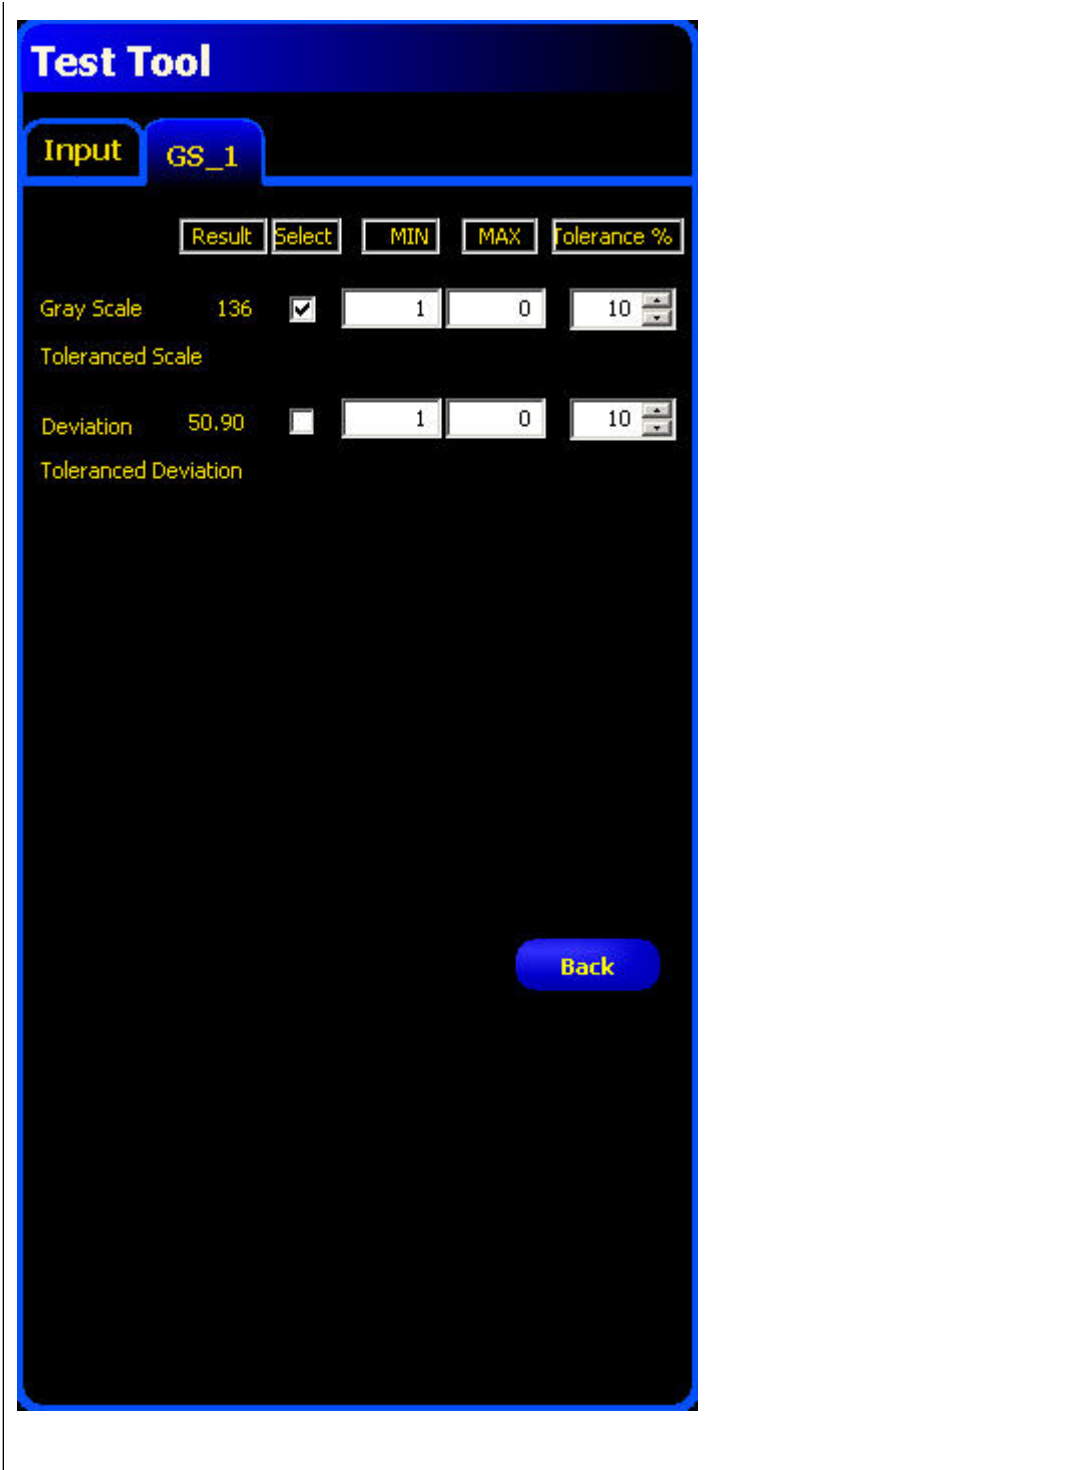 Test Tool
Input GS_1
Result Select MIN MAX Tolerance %
Gray Scale 136 1 0 10
Toleranced Scale
Deviation 50.90 1 0 10
Toleranced Deviation
Back